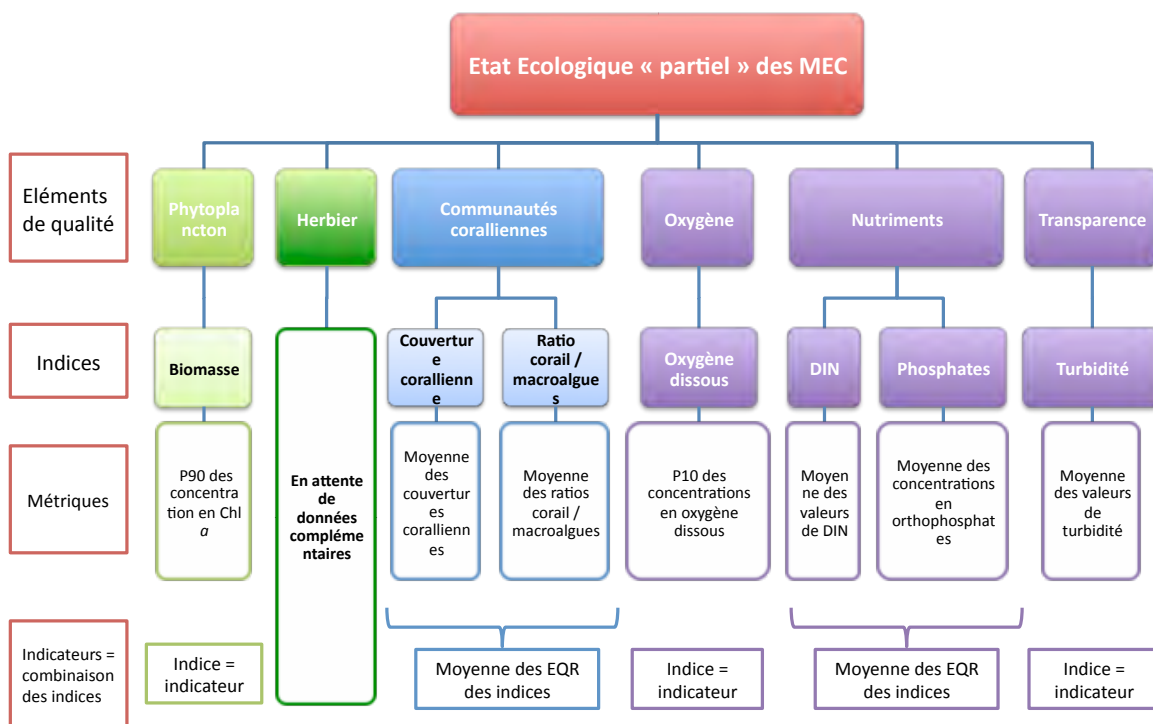 Etat Ecologique « partiel » des MEC
Eléments
de qualité
Phytopla
ncton
Herbier
Communautés
coralliennes
Oxygène
Nutriments
Transparence
Indices
Biomasse
Couvertur
e
corallienn
e
Ratio
corail /
macroalgue
s
Oxygène
dissous
DIN
Phosphates
Turbidité
Métriques
P90 des
concentra
tion en Chl
a
En attente
de
données
compléme
ntaires
Moyenne
des
couvertur
es
corallien
nes
Moyenne
des ratios
corail /
macroalgues
P10 des
concentrations
en oxygène
dissous
Moyen
ne des
valeurs
de DIN
Moyenne des
concentrations
en
orthophosphat
es
Moyenne
des valeurs
de
turbidité
Indicateurs =
combinaison
des indices
Indice =
indicateur
Moyenne des EQR
des indices
Indice =
indicateur
Moyenne des EQR
des indices
Indice =
indicateur